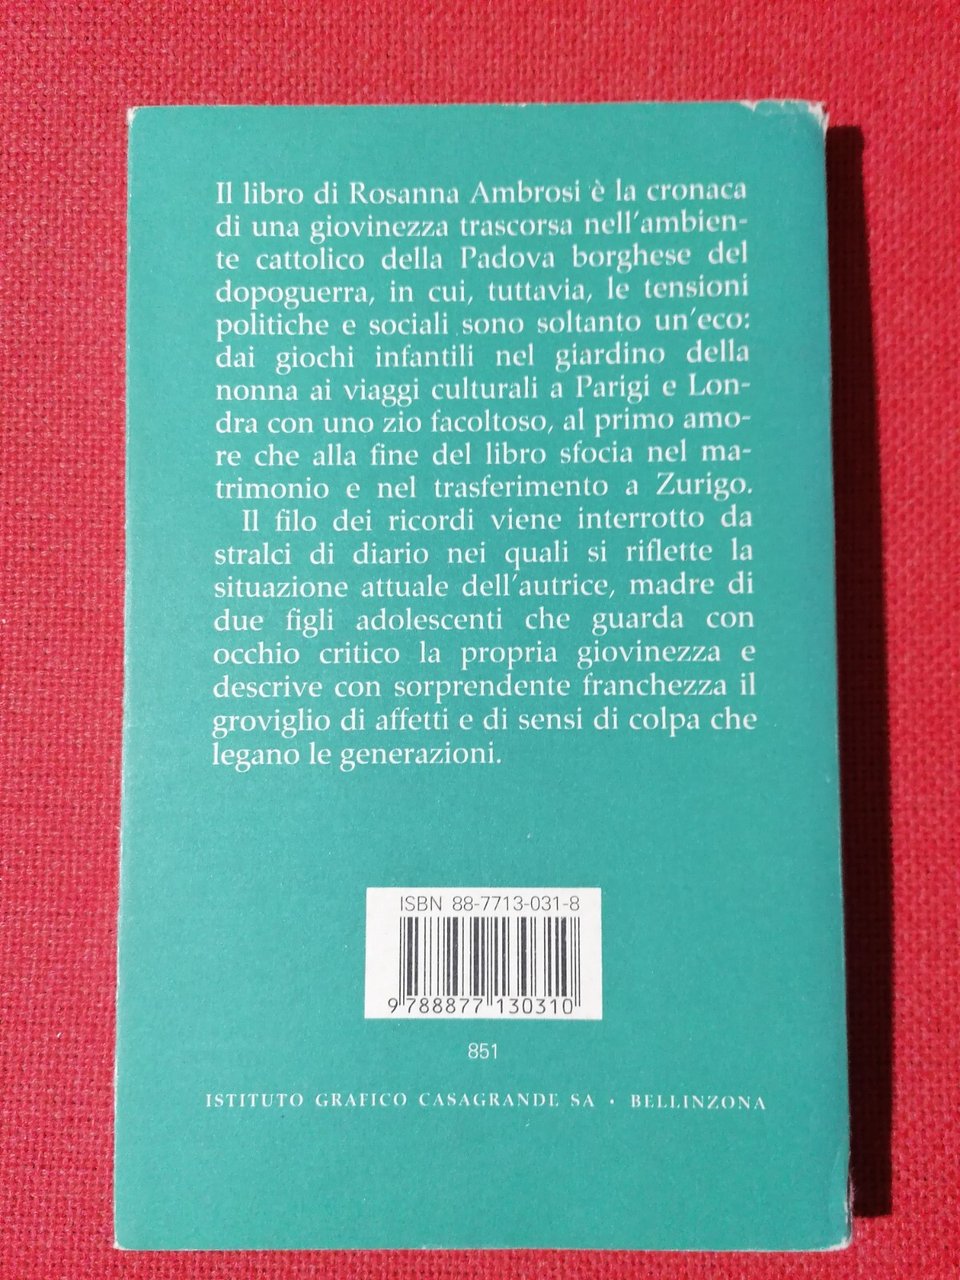 Il libro di Rosanna Ambrosi è la cronaca
di una giovinezza trascorsa nell'ambien-
te cattolico della Padova borghese del
dopoguerra, in cui, tuttavia, le tensioni
politiche e sociali sono soltanto un'eco:
dai giochi infantili nel giardino della
nonna ai viaggi culturali a Parigi e Lon-
dra con uno zio facoltoso, al primo amo-
re che alla fine del libro sfocia nel ma-
trimonio e nel trasferimento a Zurigo.
Il filo dei ricordi viene interrotto da
stralci di diario nei quali si riflette la
situazione attuale dell'autrice, madre di
due figli adolescenti che guarda con
occhio critico la propria giovinezza e
descrive con sorprendente franchezza il
groviglio di affetti e di sensi di colpa che
legano le generazioni.
ISBN 88-7713-031-8
9 788877 130310
851
ISTITUTO GRAFICO CASAGRANDE SA • BELLINZONA